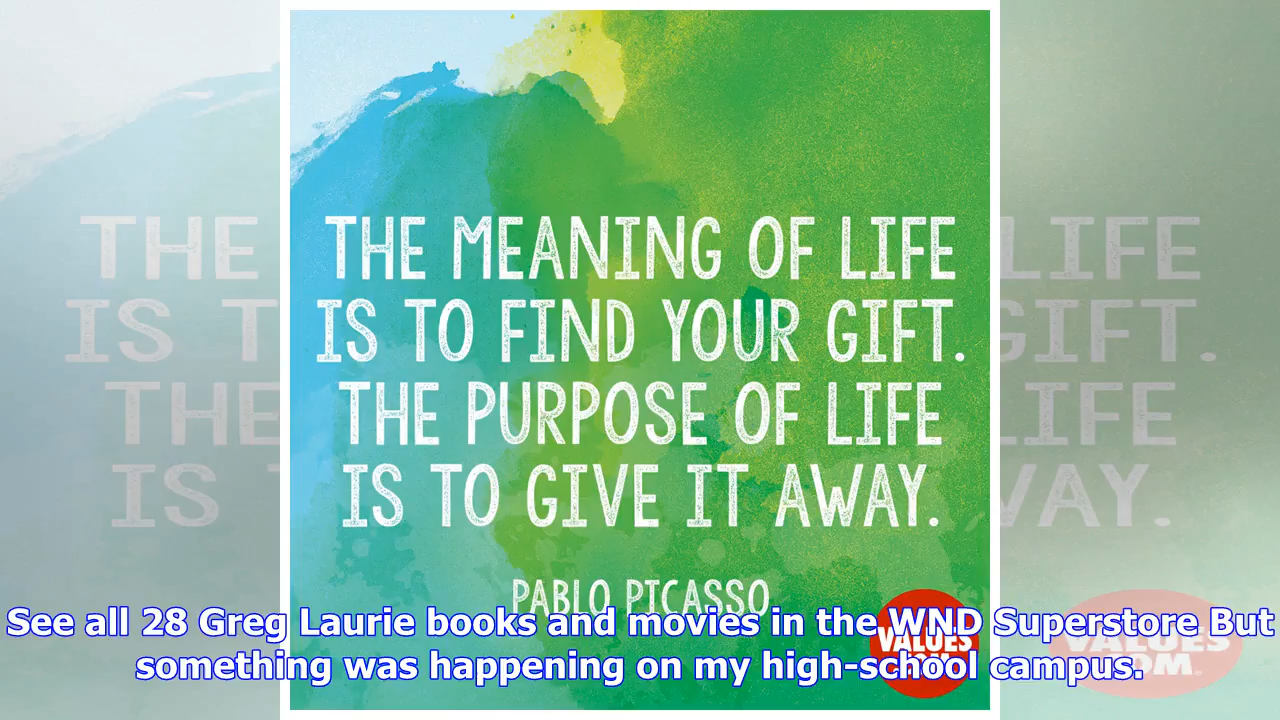 THE MEANING OF LIFE
IS TO FIND YOUR GIFT.
THE PURPOSE OF LIFE
IS TO GIVE IT AWAY.
PABLO PICASSO
VALUES
.COM
See all 28 Greg Laurie books and movies in the WND Superstore But
something was happening on my high-school campus.